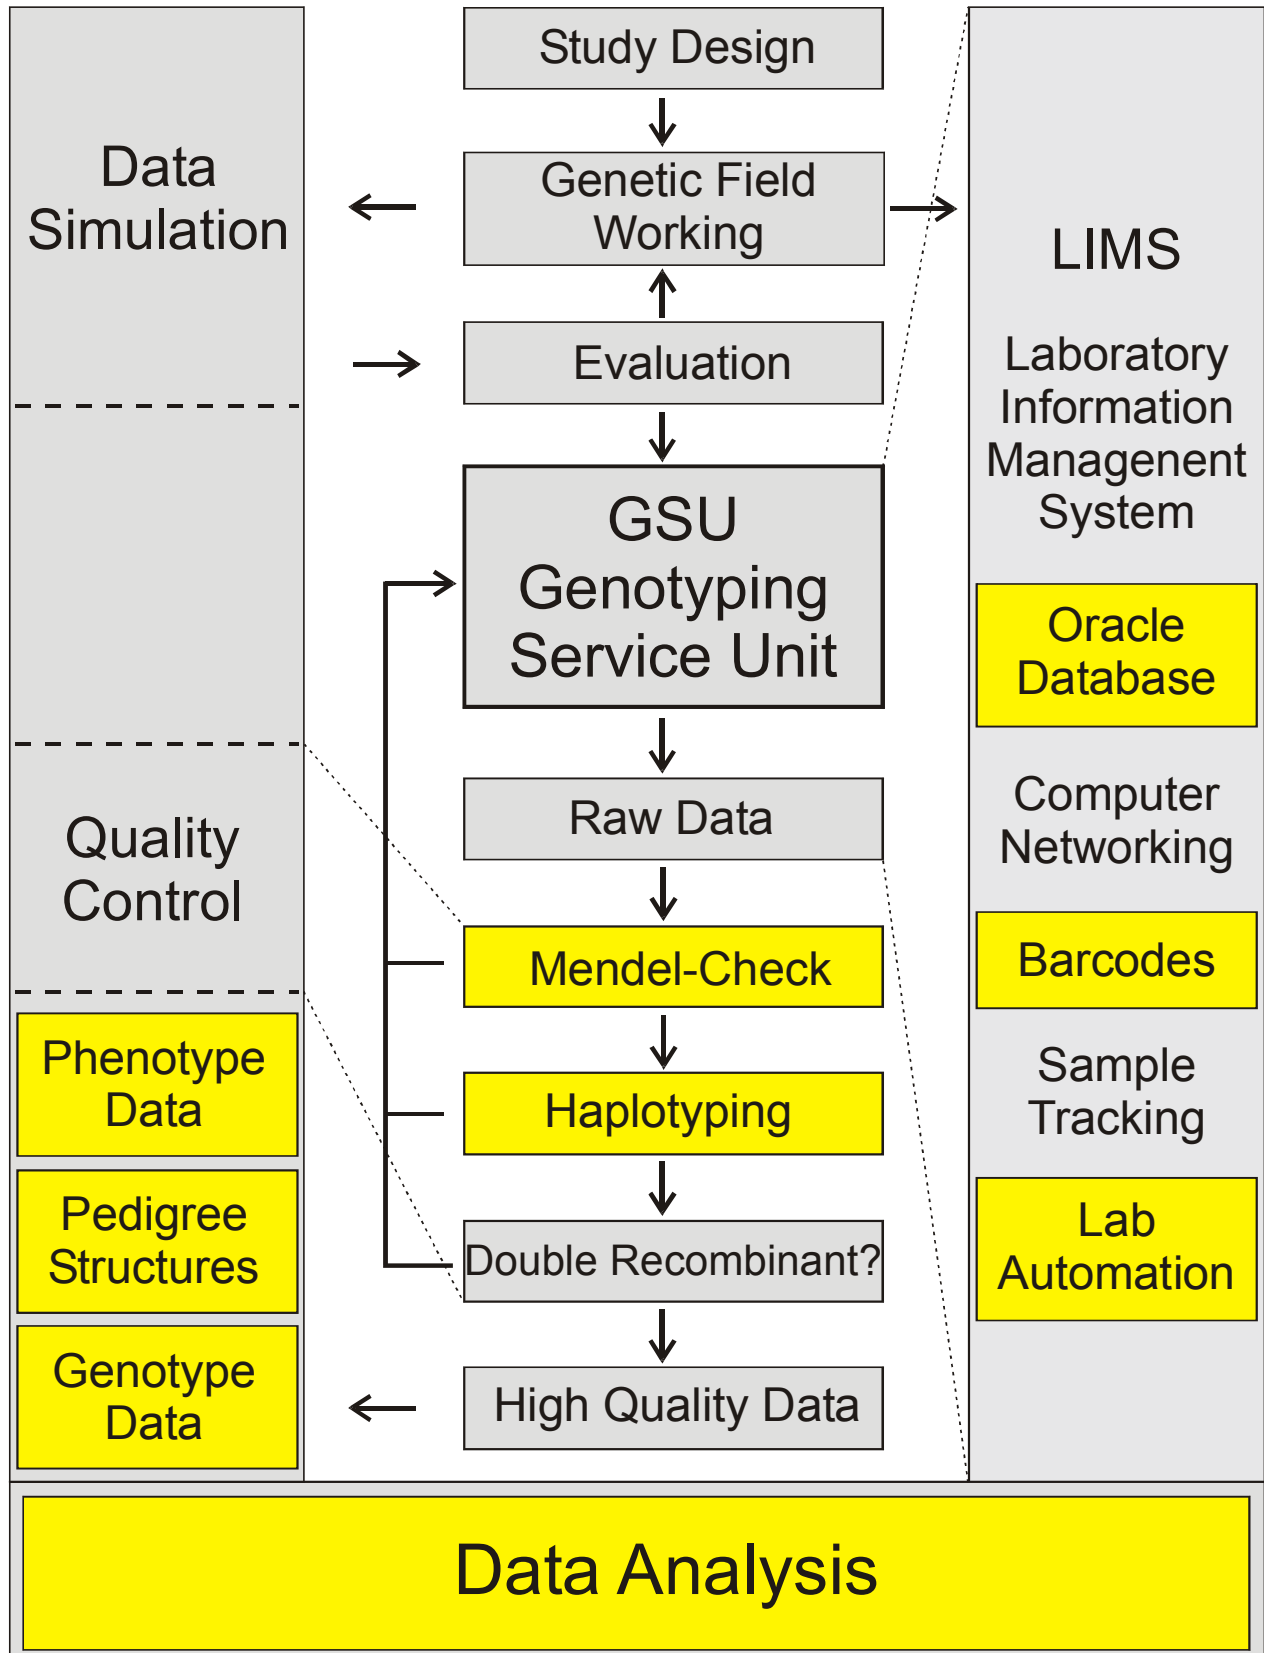 Study Design
Data
Simulation
Genetic Field
Working
Evaluation
GSU
Genotyping
Service Unit
Raw Data
Quality
Control
Mendel-Check
Haplotyping
Double Recombinant?
High Quality Data
Phenotype
Data
Pedigree
Structures
Genotype
Data
LIMS
Laboratory
Information
Managenent
System
Oracle
Database
Computer
Networking
Barcodes
Sample
Tracking
Lab
Automation
Data Analysis